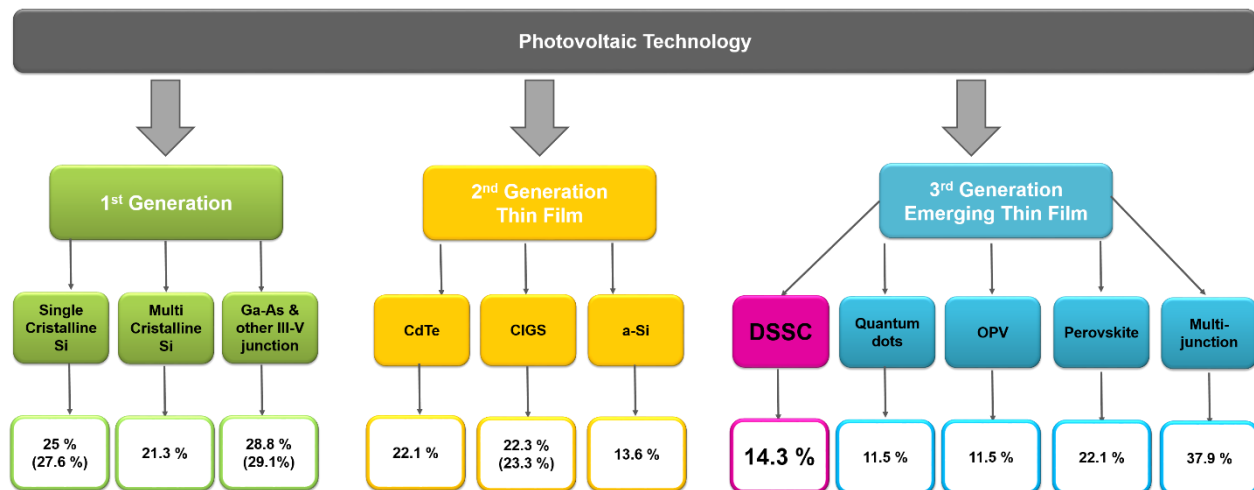 Photovoltaic Technology
1st Generation
2nd Generation
Thin Film
3rd Generation
Emerging Thin Film
Single
Cristalline
Si
Multi
Cristalline
Si
Ga-As &
other III-V
junction
CdTe
CIGS
a-Si
DSSC
Quantum
dots
OPV
Perovskite
Multi-
junction
25 %
(27.6 %)
21.3 %
28.8 %
(29.1%)
22.1 %
22.3 %
(23.3 %)
13.6 %
14.3 %
11.5 %
11.5 %
22.1 %
37.9 %